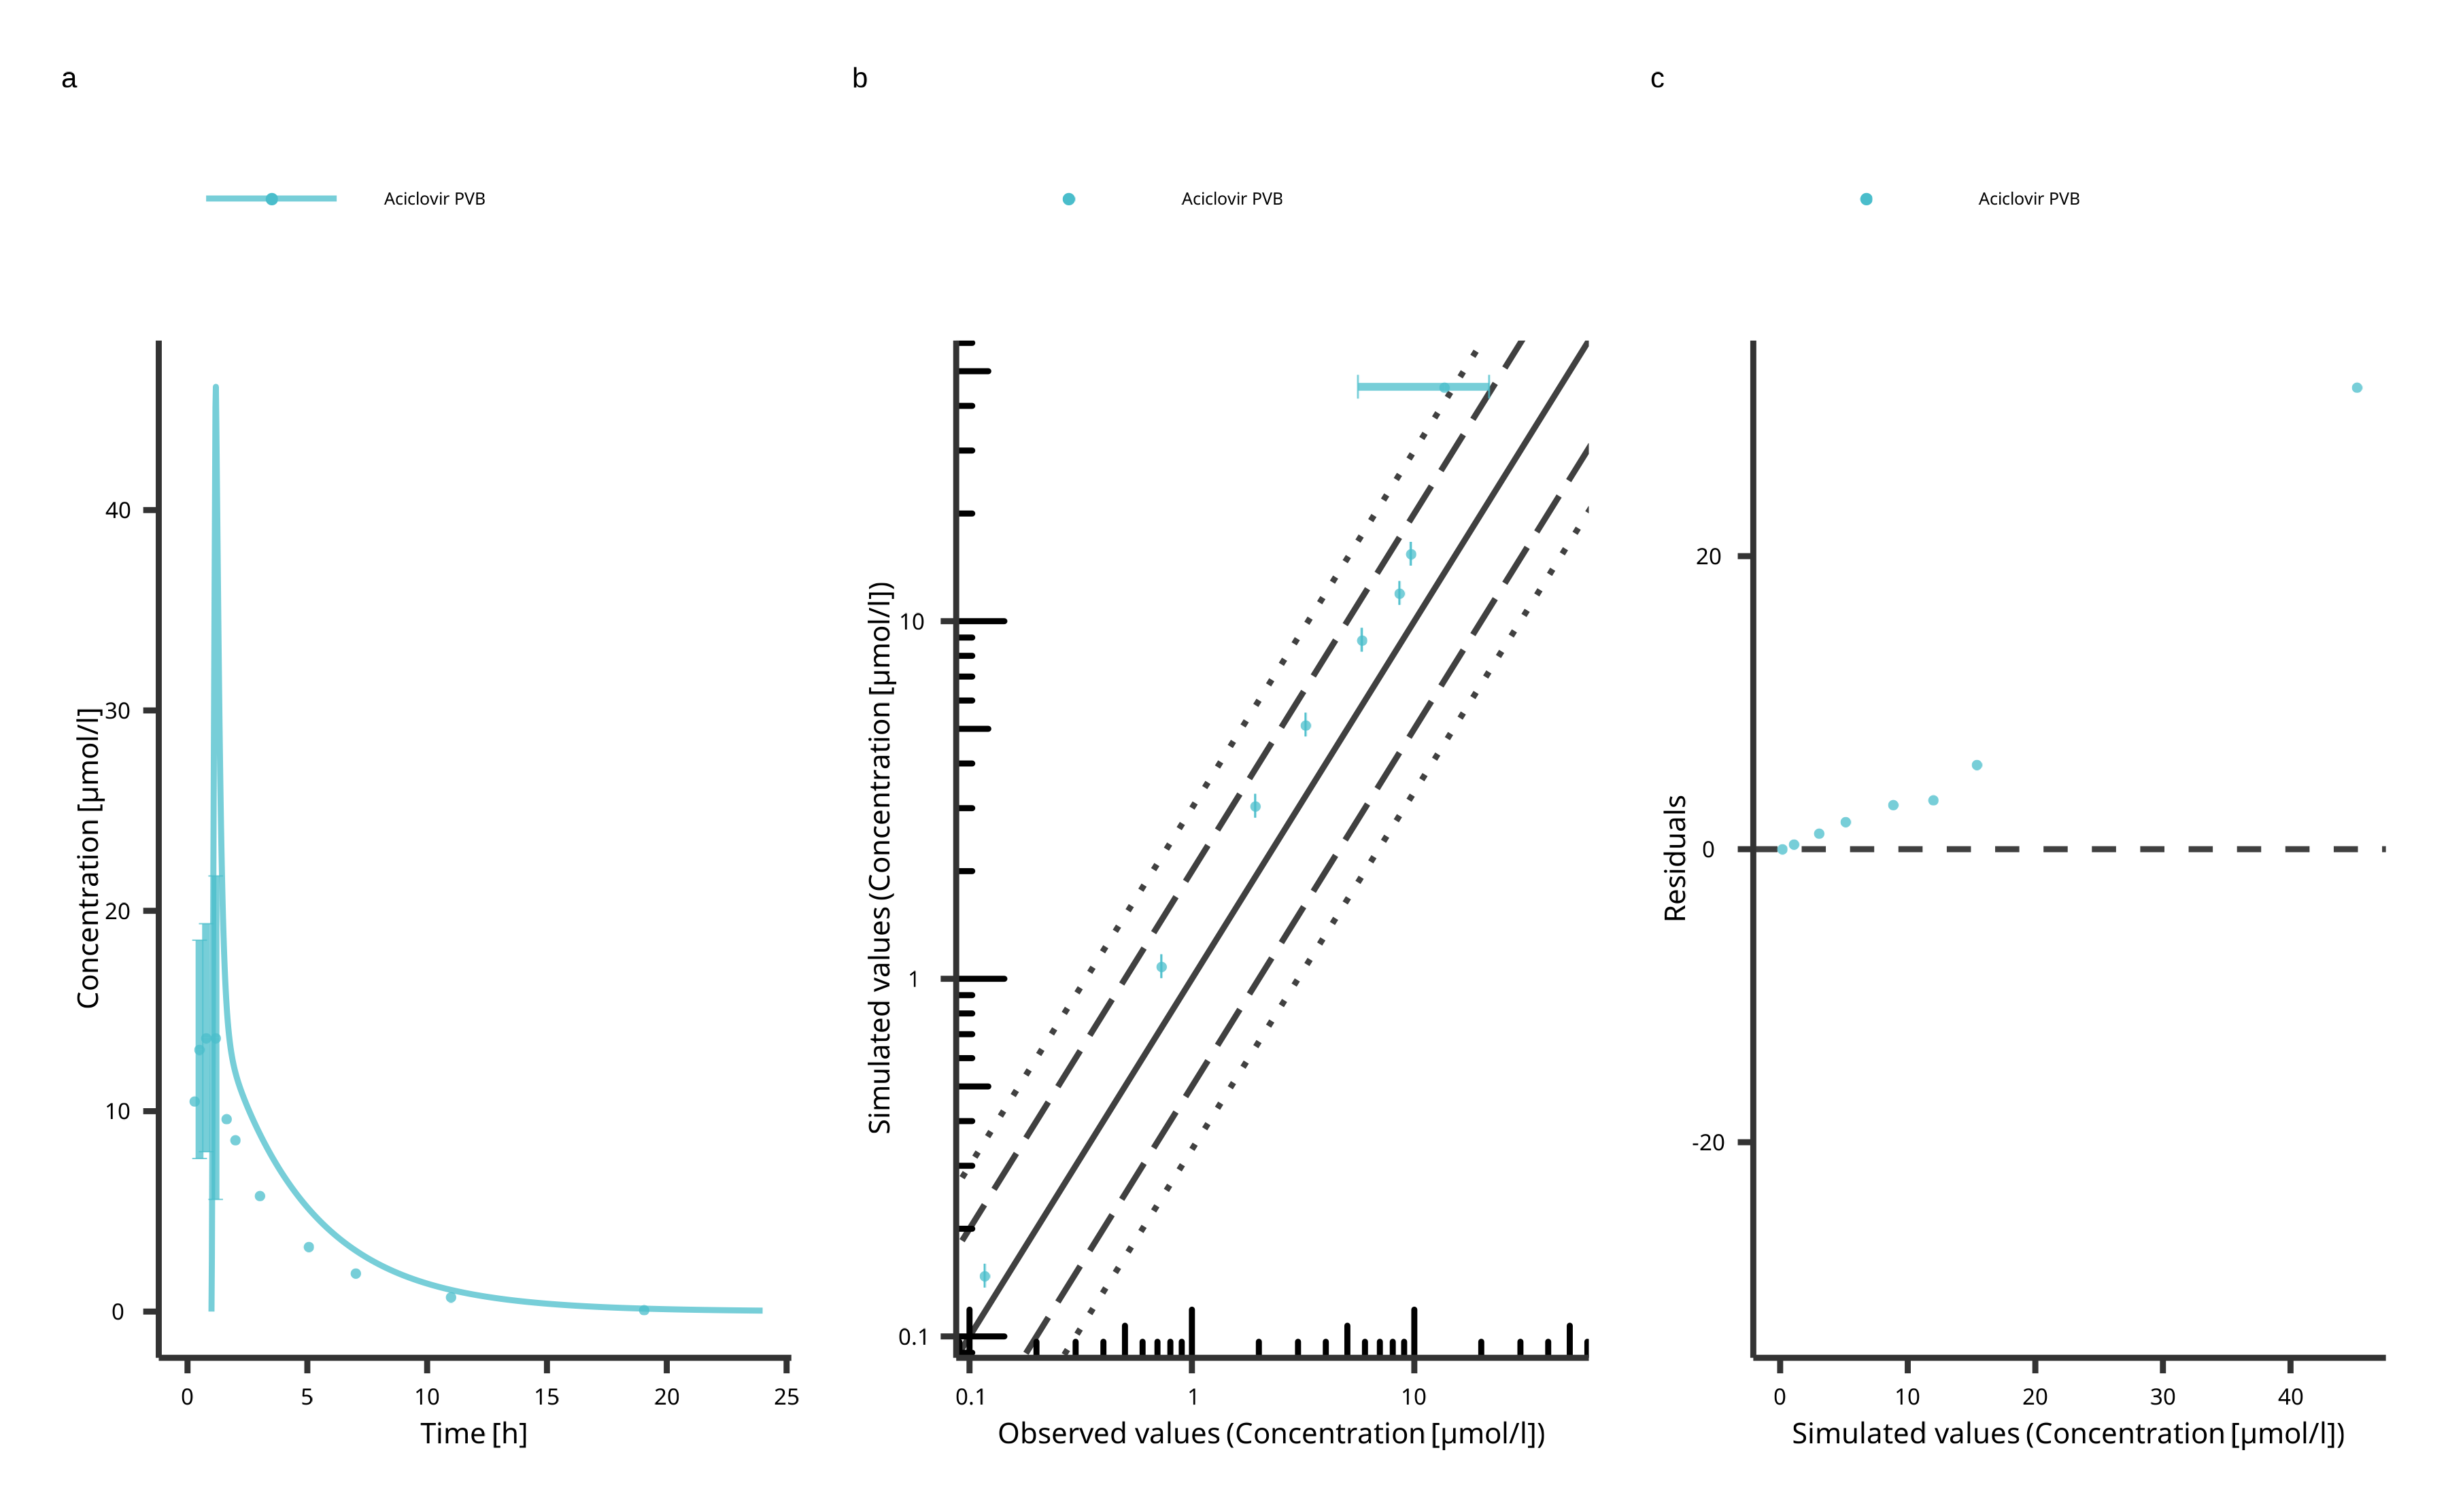 a
b
c
Aciclovir PVB
Aciclovir PVB
Aciclovir PVB
Concentration [µmol/l]
40
30
20
10
0
0
5
10
15
20
25
Time [h]
Simulated values (Concentration [µmol/l])
10
1
0.1
0.1
1
10
Observed values (Concentration [µmol/l])
Residuals
20
0
-20
0
10
20
30
40
Simulated values (Concentration [µmol/l])